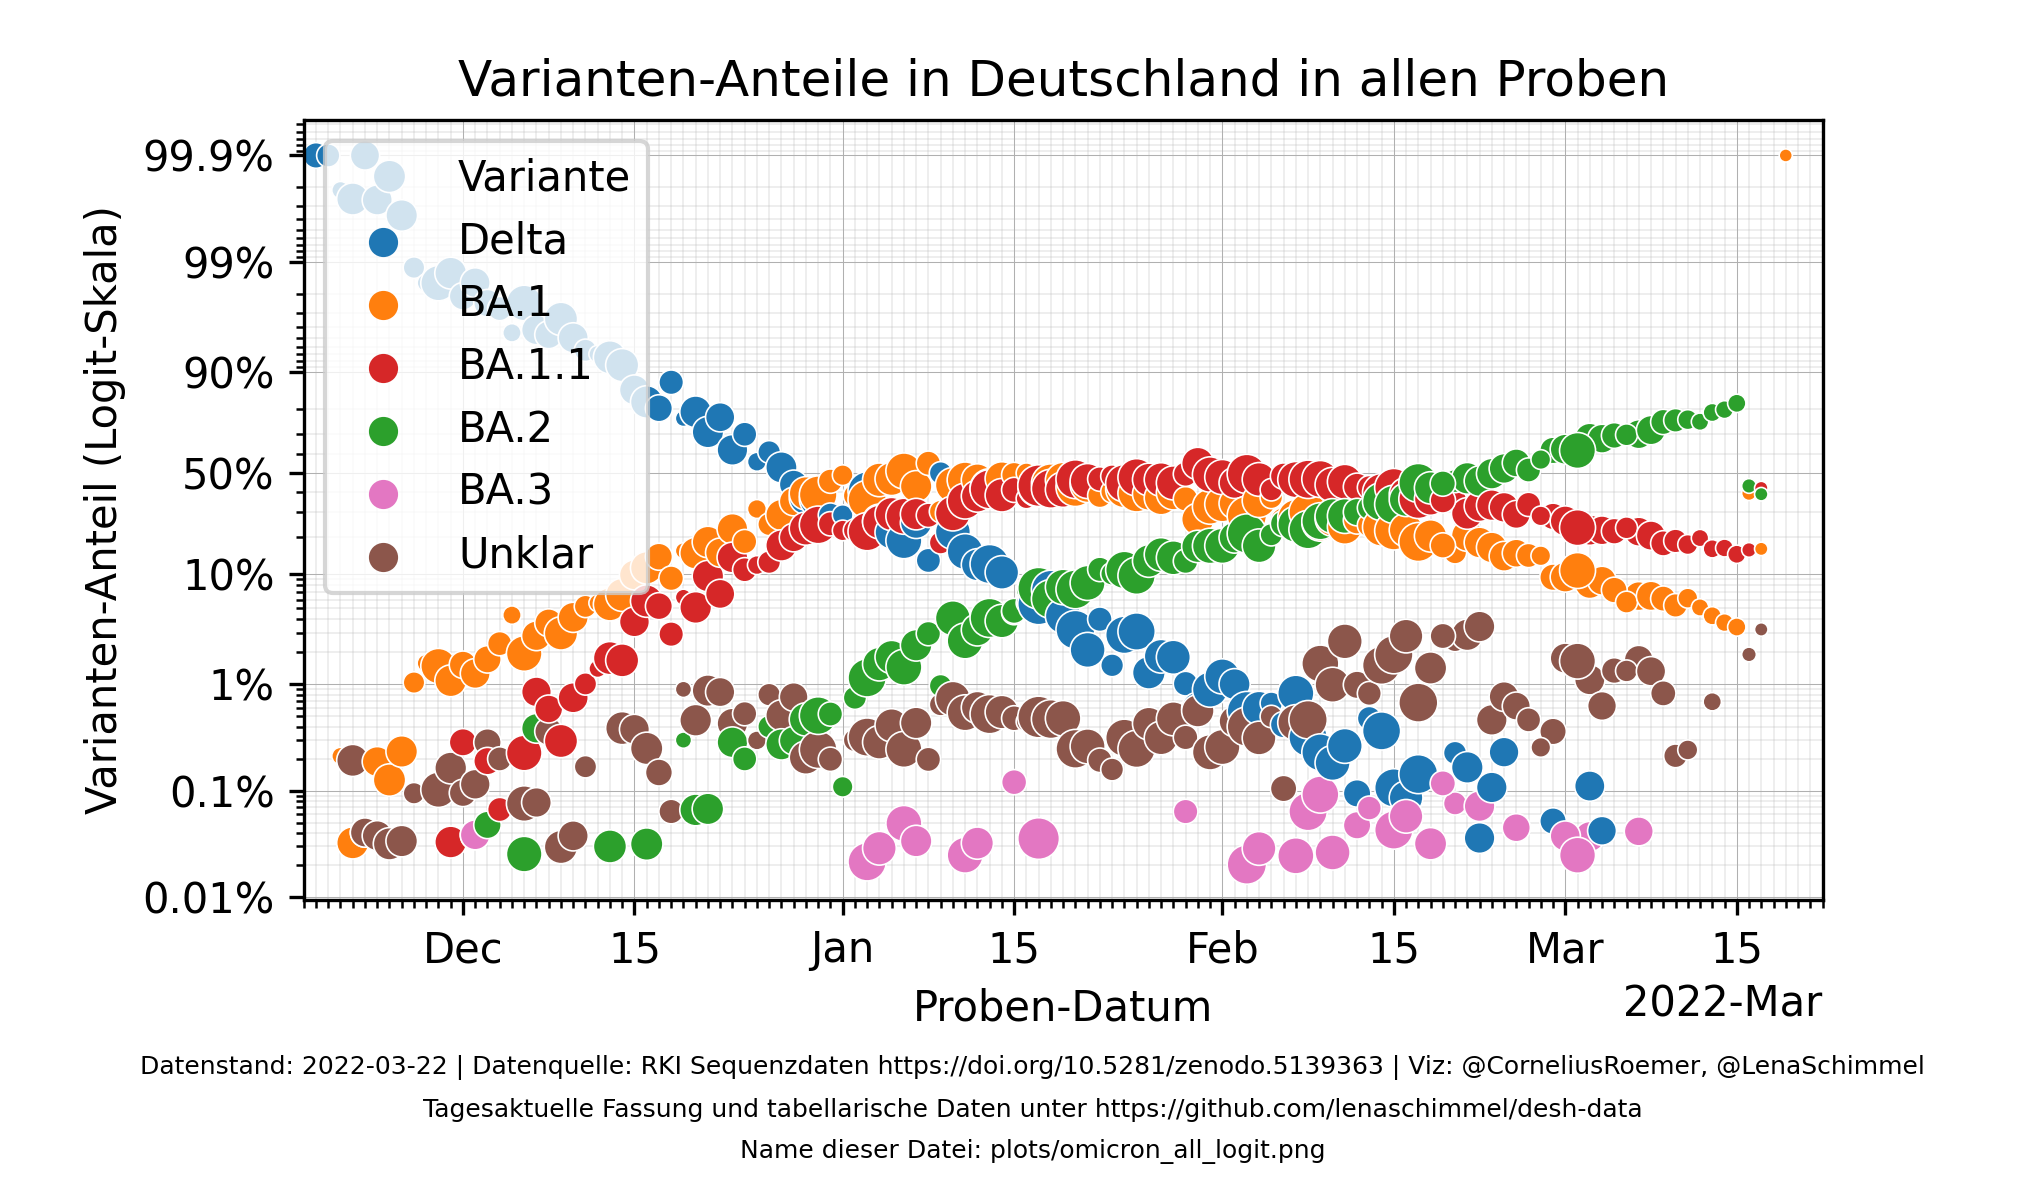 Varianten-Anteile in Deutschland in allen Proben
Varianten-Anteil (Logit-Skala)
99.9%
99%
90%
50%
10%
1%
0.1%
0.01%
Variante
Delta
BA.1
BA.1.1
BA.2
BA.3
Unklar
Dec 15 Jan 15 Feb 15 Mar 15
Proben-Datum
2022-Mar
Datenstand: 2022-03-22 | Datenquelle: RKI Sequenzdaten https://doi.org/10.5281/zenodo.5139363 | Viz: @CorneliusRoemer, @LenaSchimmel
Tagesaktuelle Fassung und tabellarische Daten unter https://github.com/lenaschimmel/desh-data
Name dieser Datei: plots/omicron_all_logit.png